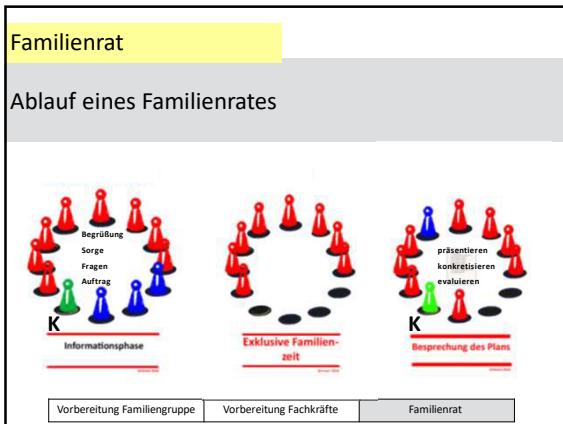 Familienrat
Ablauf eines Familienrates
Begrüßung
Sorge
Fragen
Auftrag
K
Informationsphase
Exklusive Familien-
zeit
präsentieren
konkretisieren
evaluieren
K
Besprechung des Plans
Vorbereitung Familiengruppe
Vorbereitung Fachkräfte
Familienrat